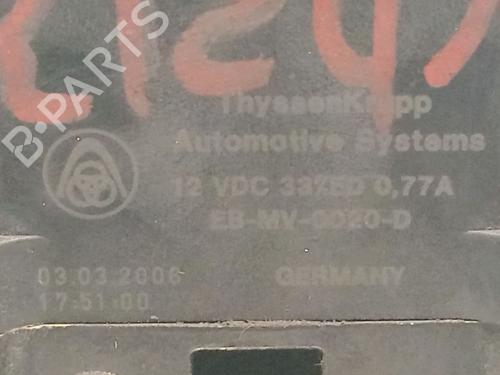 B-PARTS
ThyssenKrupp
Automotive Systems
12 VDC 33%ED 0,77A
EB-MV-0020-D
03.03.2006 GERMANY
17:51:00